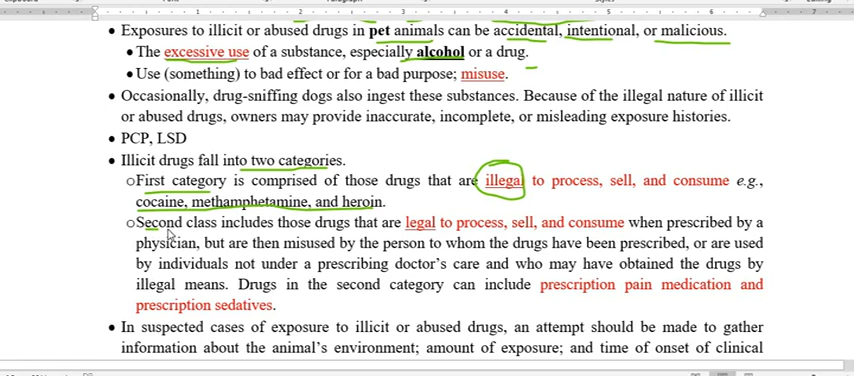 • Exposures to illicit or abused drugs in pet animals can be accidental, intentional, or malicious.
• The excessive use of a substance, especially alcohol or a drug.
• Use (something) to bad effect or for a bad purpose; misuse.
• Occasionally, drug-sniffing dogs also ingest these substances. Because of the illegal nature of illicit
or abused drugs, owners may provide inaccurate, incomplete, or misleading exposure histories.
• PCP, LSD
• Illicit drugs fall into two categories.
oFirst category is comprised of those drugs that are illegal to process, sell, and consume e.g.,
cocaine, methamphetamine, and heroin.
oSecond class includes those drugs that are legal to process, sell, and consume when prescribed by a
physician, but are then misused by the person to whom the drugs have been prescribed, or are used
by individuals not under a prescribing doctor's care and who may have obtained the drugs by
illegal means. Drugs in the second category can include prescription pain medication and
prescription sedatives.
• In suspected cases of exposure to illicit or abused drugs, an attempt should be made to gather
information about the animal's environment; amount of exposure; and time of onset of clinical